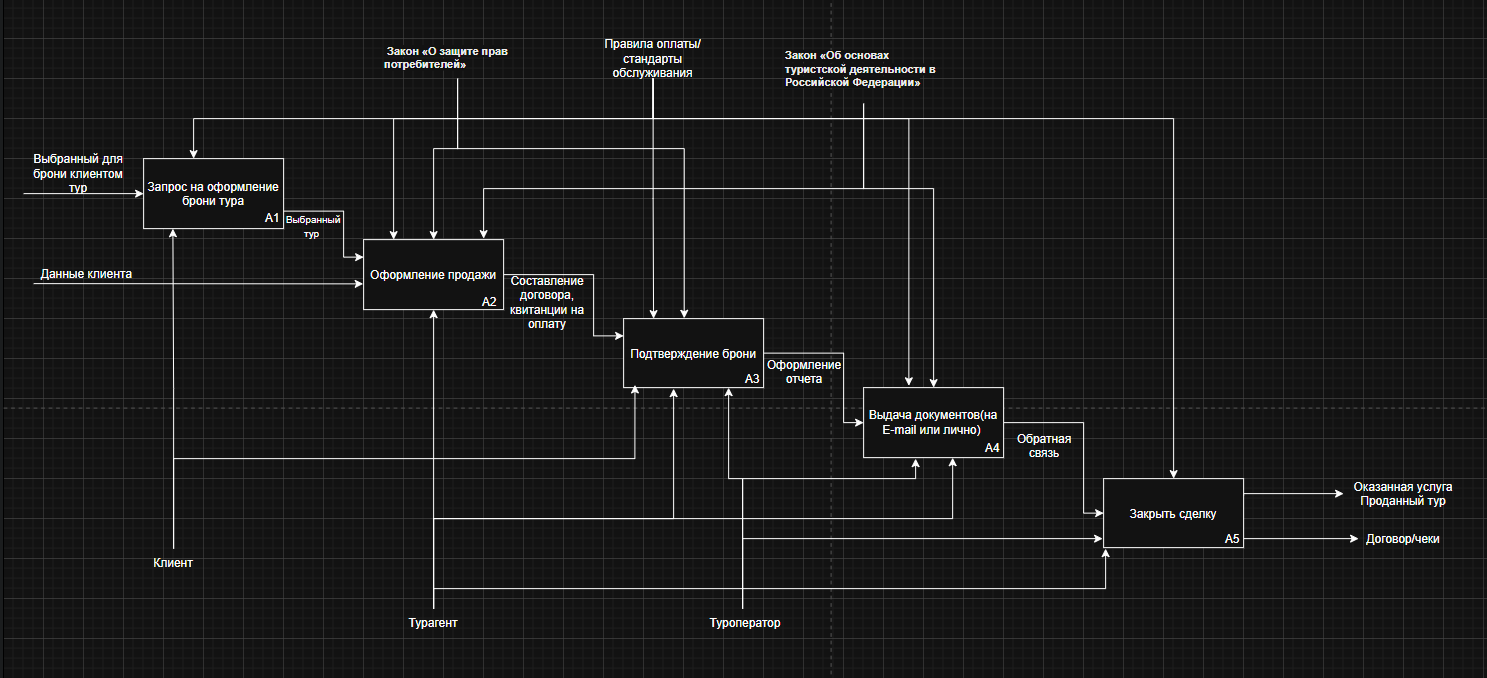 Закон «О защите прав
потребителей»
Правила оплаты/
стандарты
обслуживания
Закон «Об основах
туристской деятельности в
Российской Федерации»
Выбранный для
брони клиентом
тур
Запрос на оформление
брони тура
A1
Выбранный
тур
Данные клиента
Оформление продажи
A2
Составление
договора,
квитанции на
оплату
Подтверждение брони
A3
Оформление
отчета
Выдача документов(на
E-mail или лично)
A4
Обратная
связь
Закрыть сделку
A5
Оказанная услуга
Проданный тур
Договор/чеки
Клиент
Турагент
Туроператор